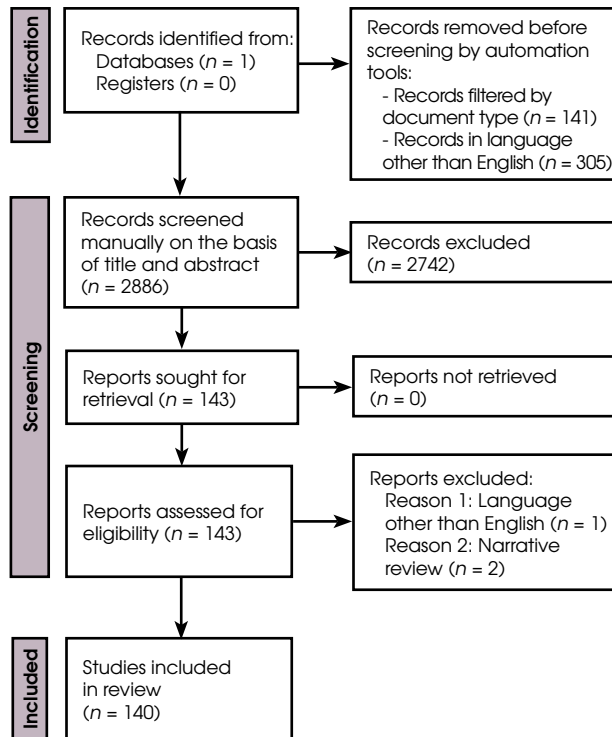 Identification
Records identified from:
Databases (n = 1)
Registers (n = 0)
Records removed before
screening by automation
tools:
- Records filtered by
document type (n = 141)
- Records in language
other than English (n = 305)
Screening
Records screened
manually on the basis
of title and abstract
(n = 2886)
Records excluded
(n = 2742)
Reports sought for
retrieval (n = 143)
Reports not retrieved
(n = 0)
Reports assessed for
eligibility (n = 143)
Reports excluded:
Reason 1: Language
other than English (n = 1)
Reason 2: Narrative
review (n = 2)
Included
Studies included
in review
(n = 140)